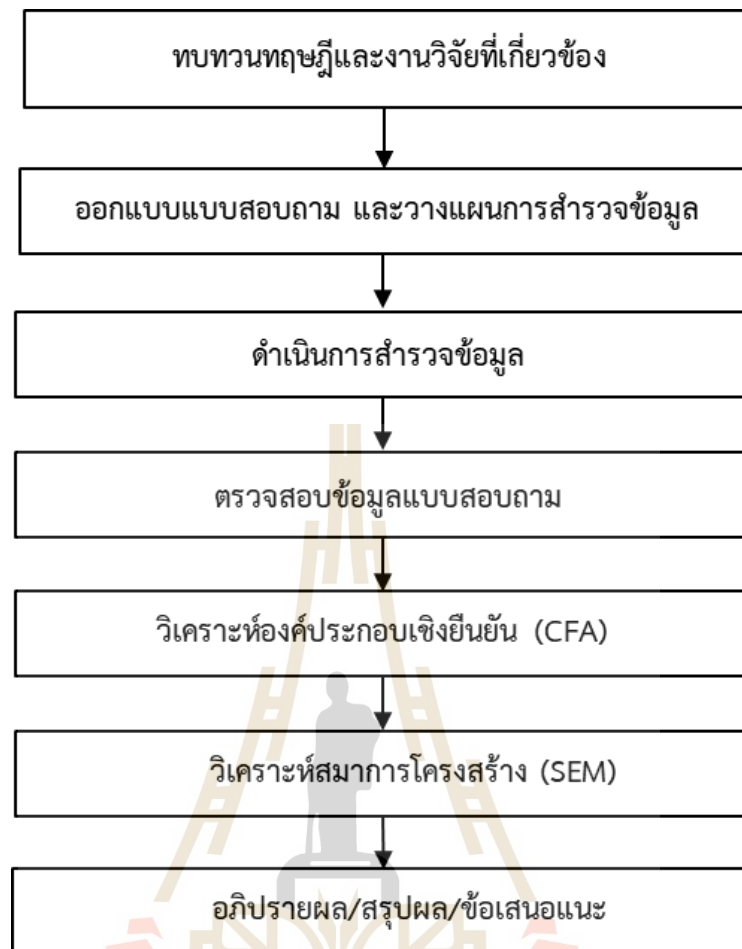 ทบทวนทฤษฎีและงานวิจัยที่เกี่ยวข้อง
ออกแบบแบบสอบถาม และวางแผนการสำรวจข้อมูล
ดำเนินการสำรวจข้อมูล
ตรวจสอบข้อมูลแบบสอบถาม
วิเคราะห์องค์ประกอบเชิงยืนยัน (CFA)
วิเคราะห์สมาการโครงสร้าง (SEM)
อภิปรายผล/สรุปผล/ข้อเสนอแนะ